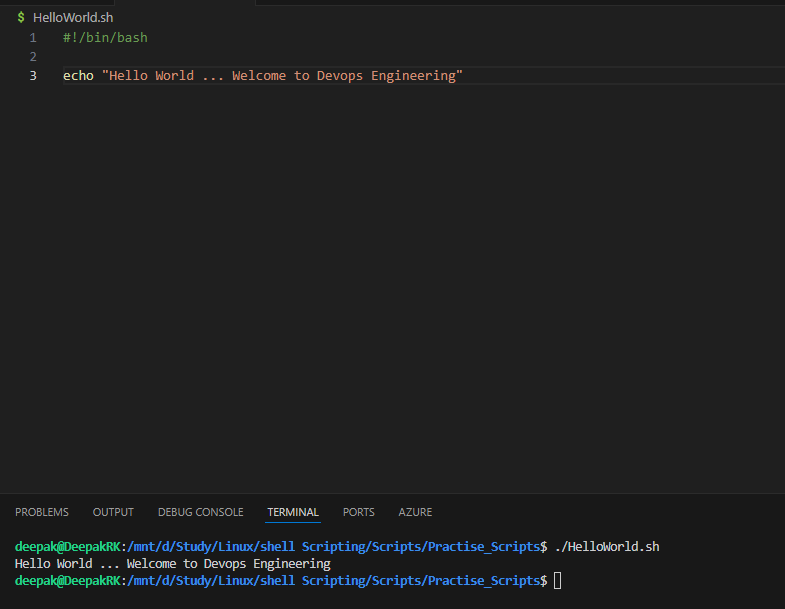 $ HelloWorld.sh
1 #!/bin/bash
2
3 echo "Hello World ... Welcome to Devops Engineering"
PROBLEMS OUTPUT DEBUG CONSOLE TERMINAL PORTS AZURE
deepak@DeepakRK:/mnt/d/Study/Linux/shell Scripting/Scripts/Practise_Scripts$ ./HelloWorld.sh
Hello World ... Welcome to Devops Engineering
deepak@DeepakRK:/mnt/d/Study/Linux/shell Scripting/Scripts/Practise_Scripts$